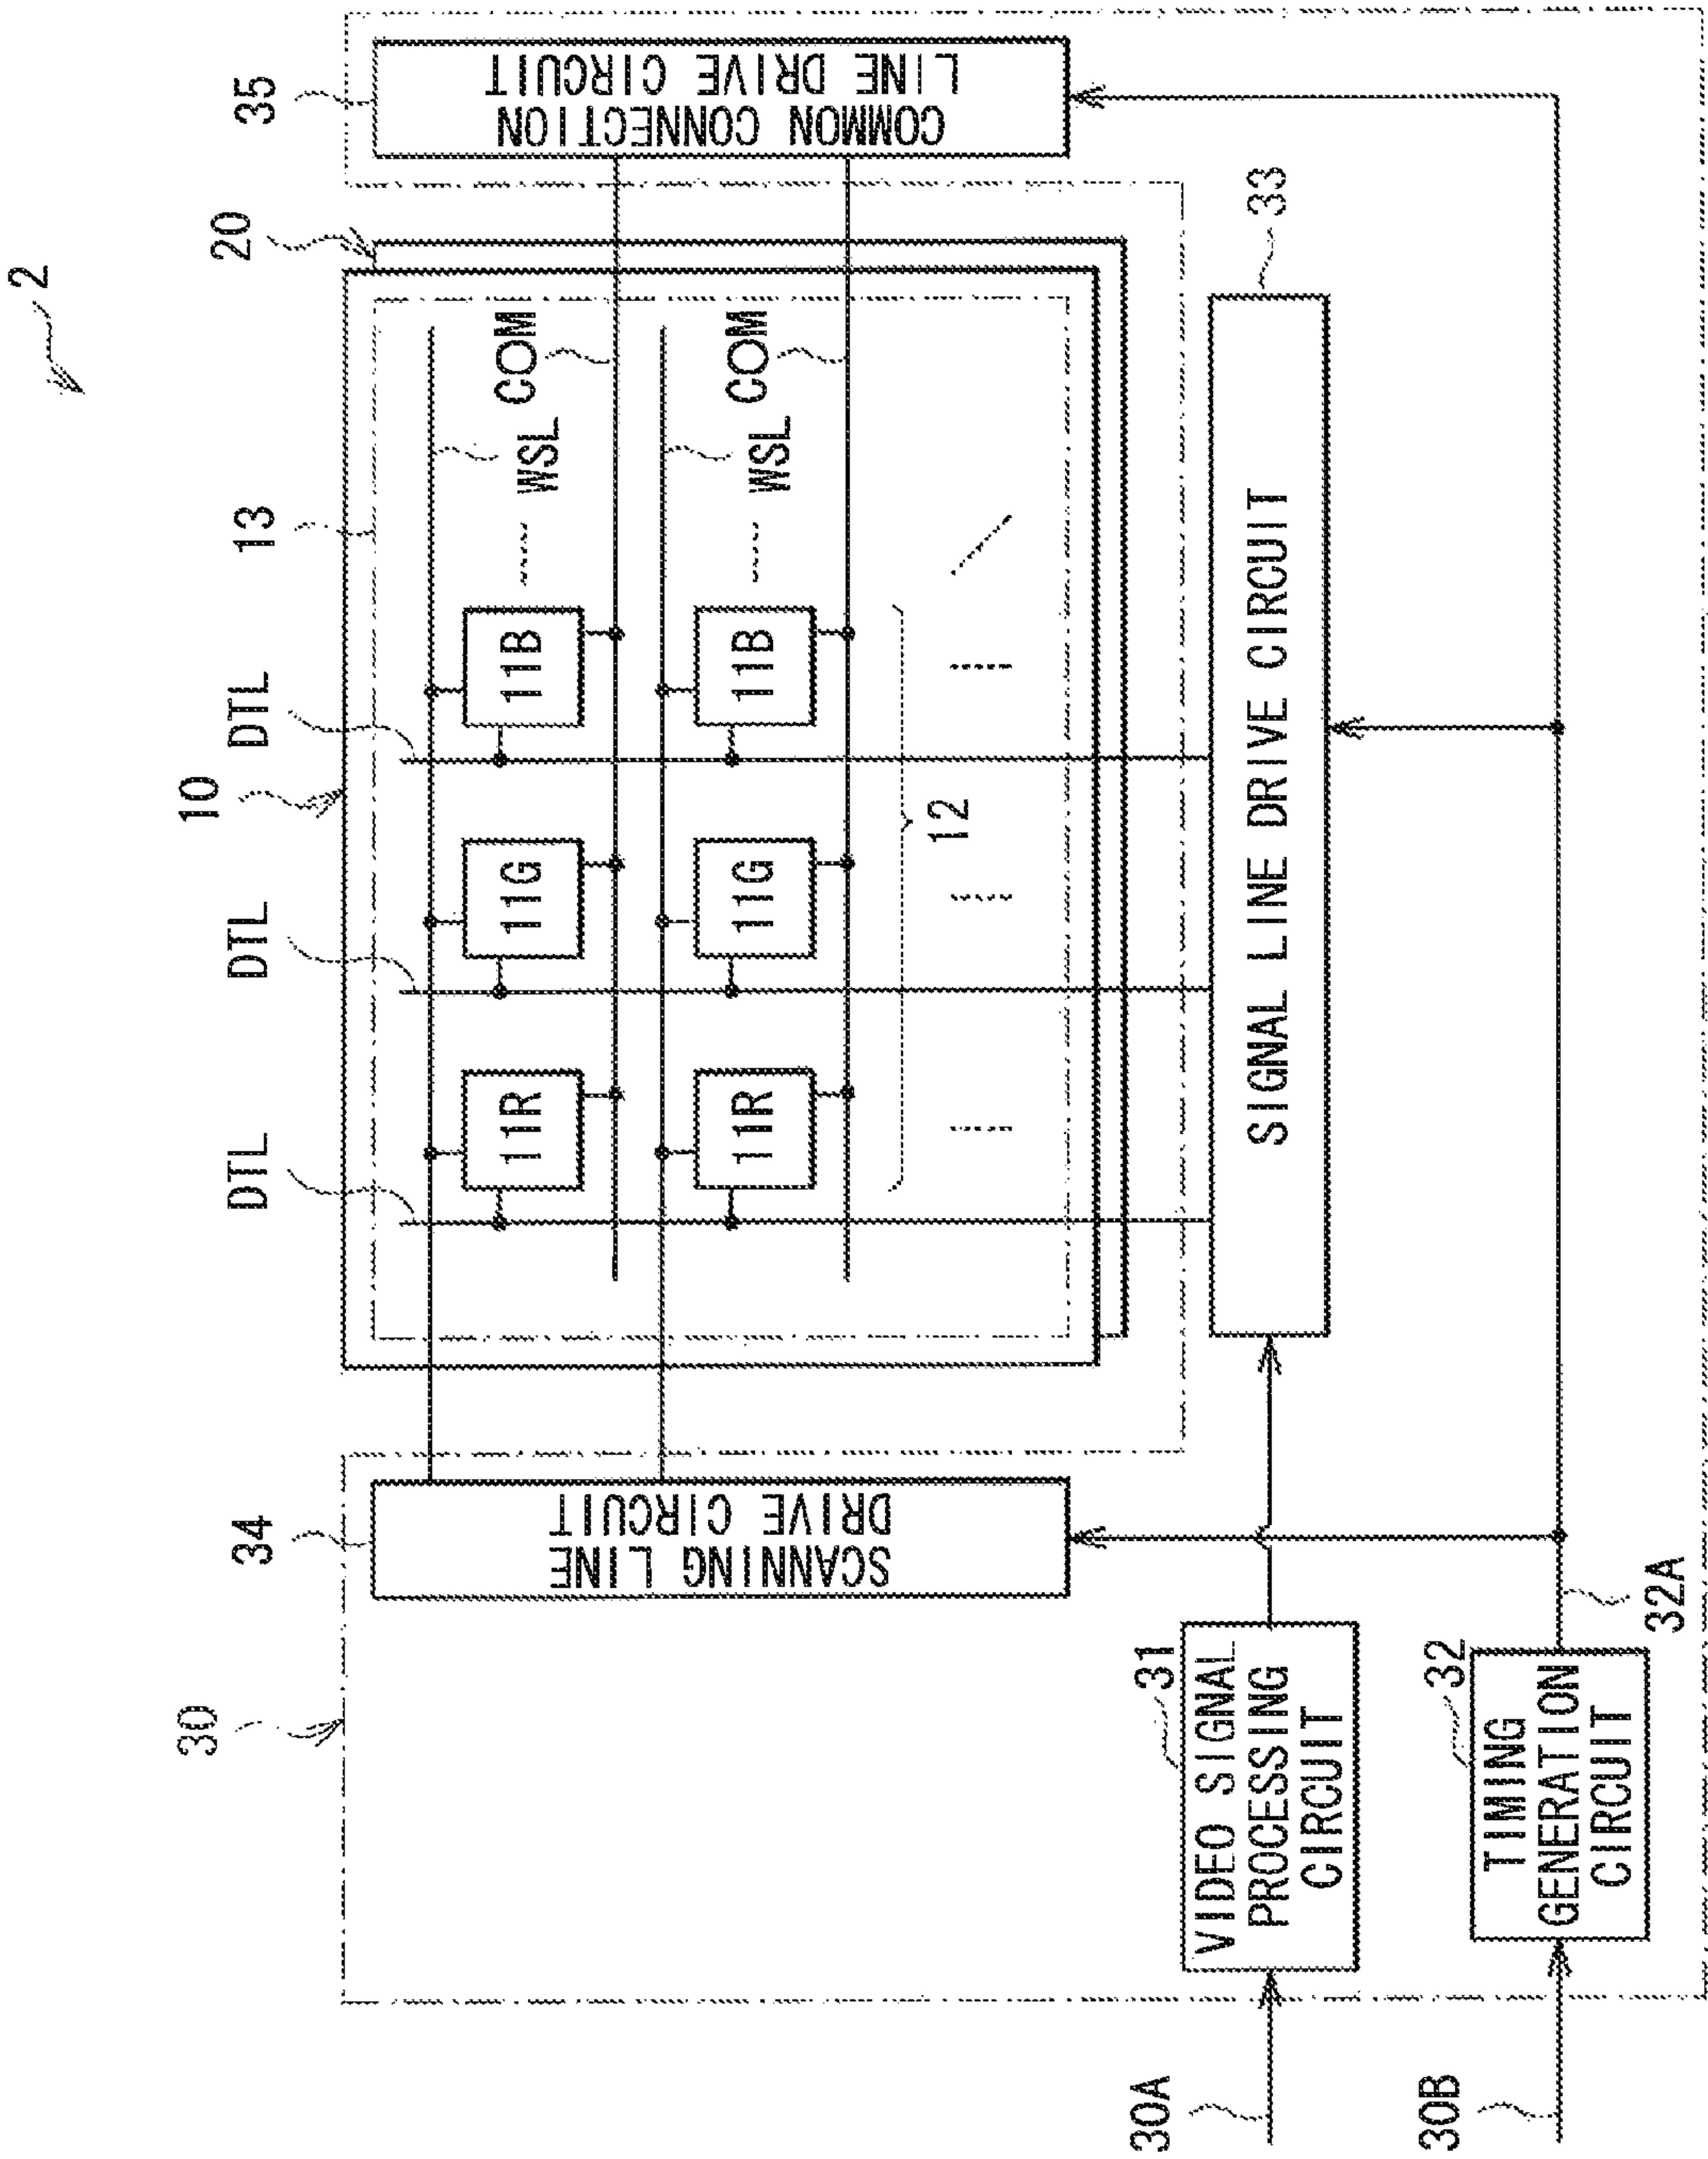 2
10
13
20
35
DTL
DTL
DTL
WSL
COM
11R
11G
11B
WSL
COM
11R
11G
11B
12
30
34
SCANNING LINE
DRIVE CIRCUIT
COMMON CONNECTION
LINE DRIVE CIRCUIT
33
SIGNAL LINE DRIVE CIRCUIT
30A
31
VIDEO SIGNAL
PROCESSING
CIRCUIT
30B
32
TIMING
GENERATION
CIRCUIT
32A